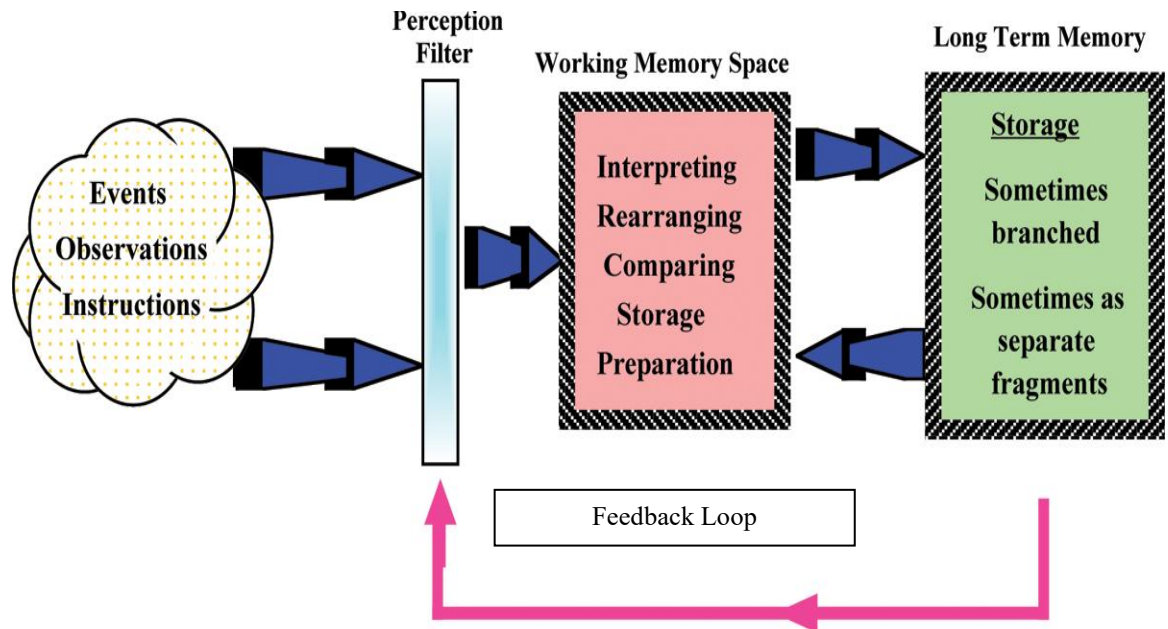 Perception
Filter
Working Memory Space
Long Term Memory
Events
Observations
Instructions
Interpreting
Rearranging
Comparing
Storage
Preparation
Storage
Sometimes
branched
Sometimes as
separate
fragments
Feedback Loop